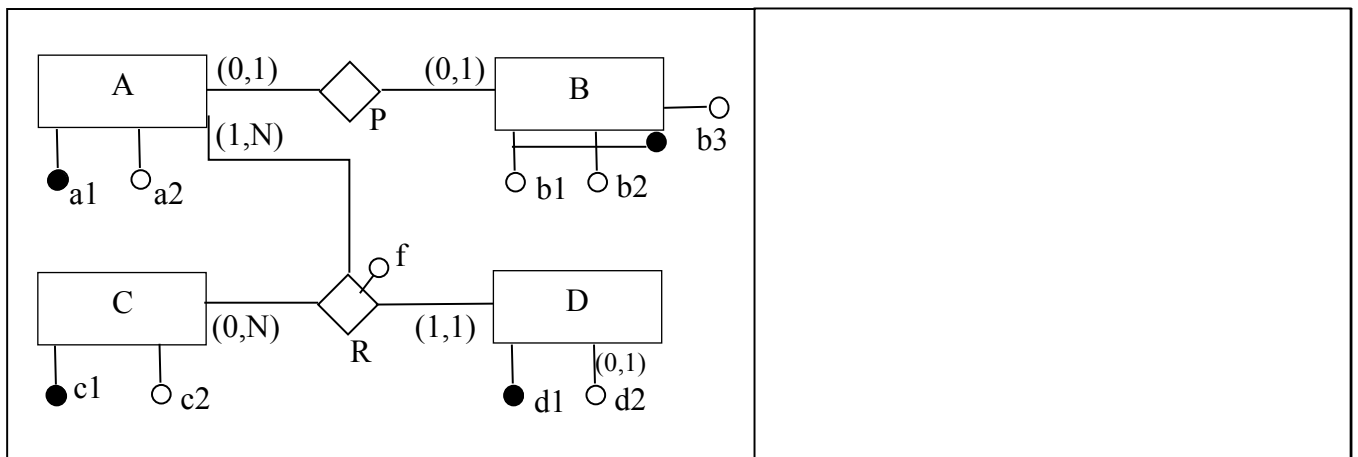 A (0,1) (0,1) B
P
(1,N) b3
a1 a2 b1 b2
f
C D
(0,N) (1,1)
R (0,1)
c1 c2 d1 d2